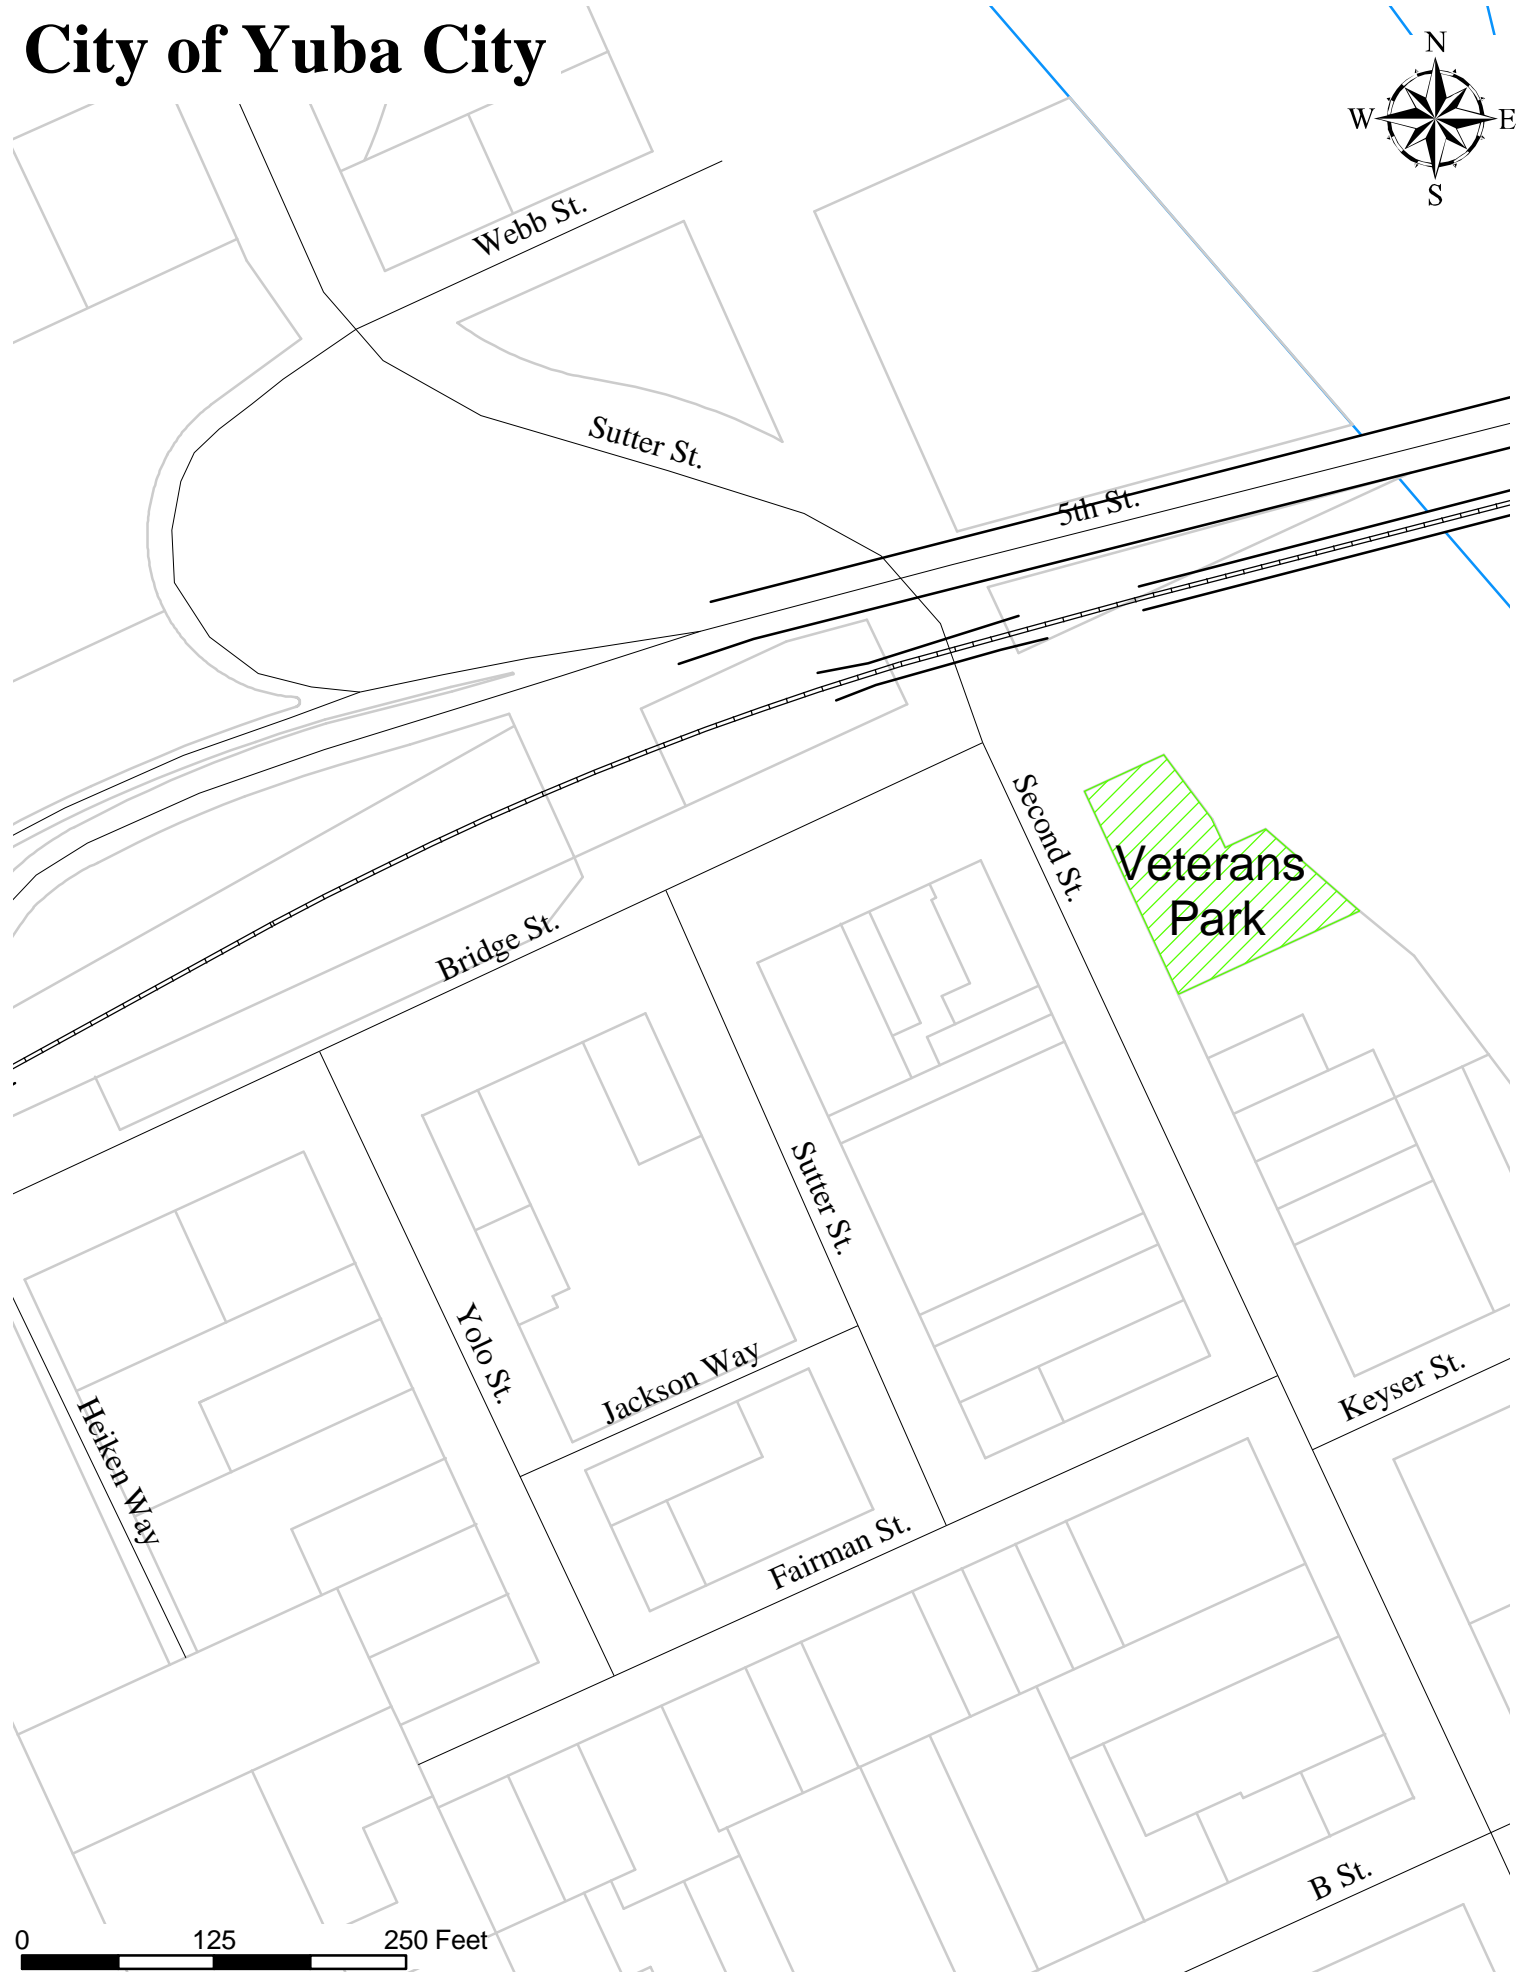 City of Yuba City
N
W
E
S
Webb St.
Sutter St.
5th St.
Second St.
Veterans
Park
Bridge St.
Sutter St.
Yolo St.
Jackson Way
Keyser St.
Heiken Way
Fairman St.
B St.
0 125 250 Feet